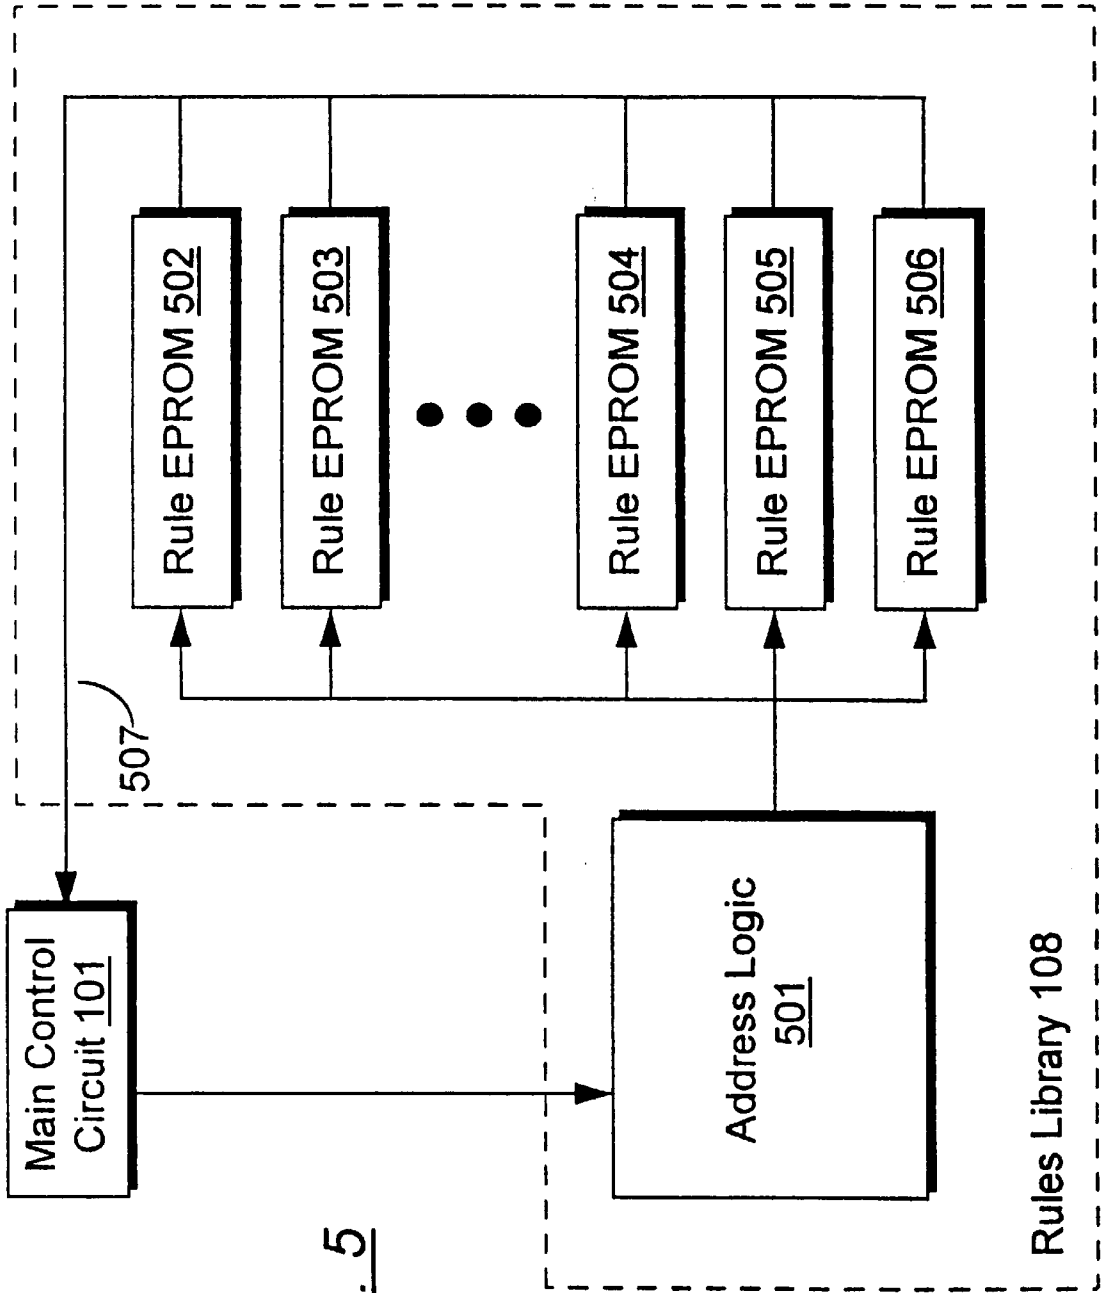 Main Control
Circuit 101
507
Rule EPROM 502
Rule EPROM 503
Rule EPROM 504
Rule EPROM 505
Rule EPROM 506
Address Logic
501
Rules Library 108
. 5